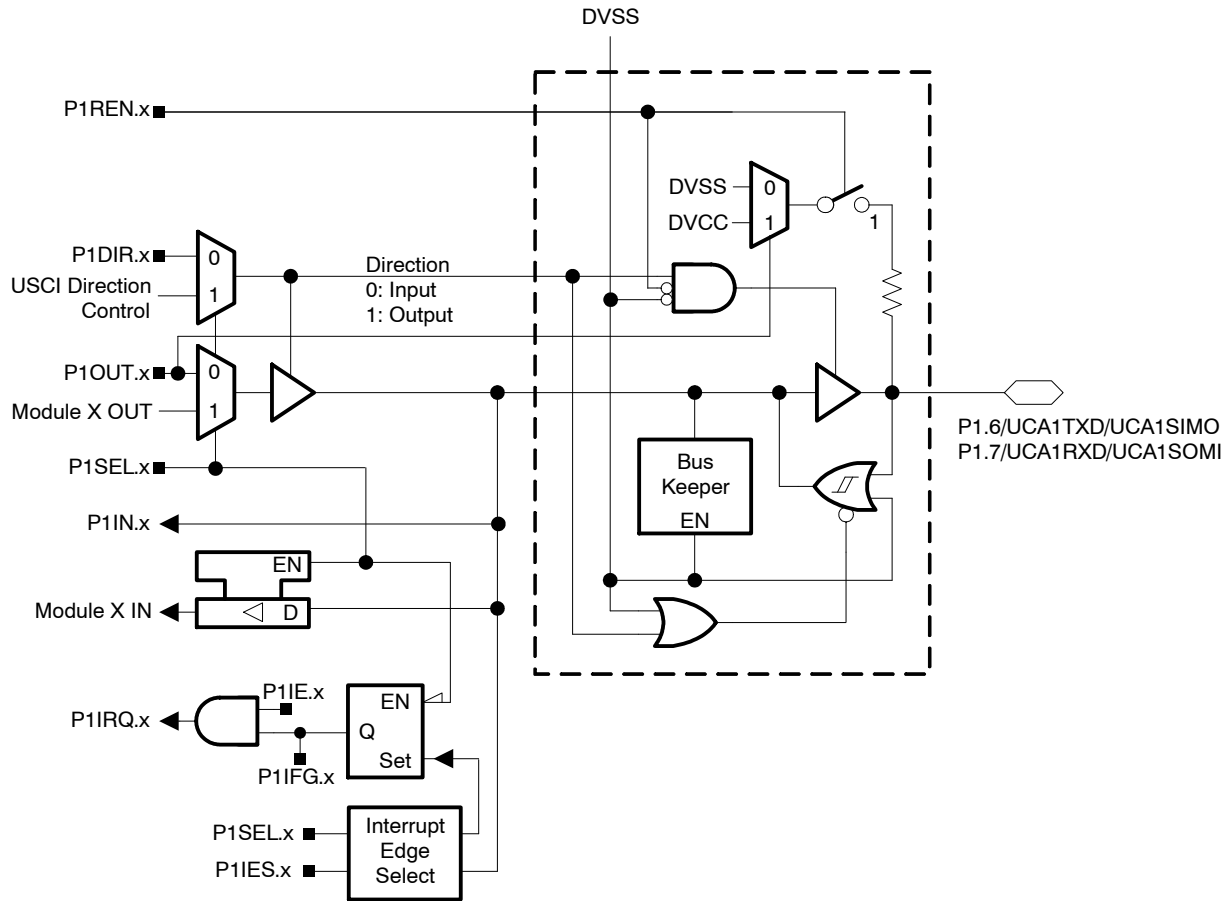 DVSS
P1REN.x
DVSS
0
DVCC
1
1
P1DIR.x
0
USCI Direction
Control
1
Direction
0: Input
1: Output
P1OUT.x
0
Module X OUT
1
P1.6/UCA1TXD/UCA1SIMO
P1.7/UCA1RXD/UCA1SOMI
P1SEL.x
Bus
Keeper
EN
P1IN.x
EN
Module X IN
D
P1IE.x
P1IRQ.x
EN
Q
Set
P1IFG.x
P1SEL.x
P1IES.x
Interrupt
Edge
Select